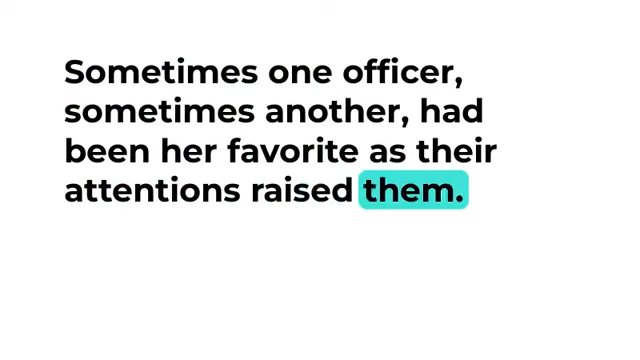 Sometimes one officer,
sometimes another, had
been her favorite as their
attentions raised them.